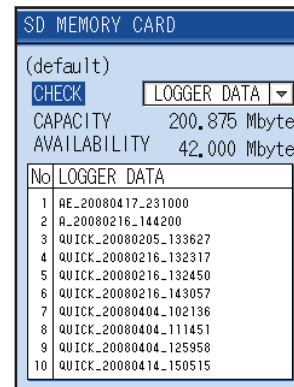 SD MEMORY CARD
(default)
CHECK LOGGER DATA
CAPACITY 200.875 Mbyte
AVAILABILITY 42.000 Mbyte
No LOGGER DATA
1 AE_20080417_231000
2 A_20080216_144200
3 QUICK_20080205_133627
4 QUICK_20080216_132317
5 QUICK_20080216_132450
6 QUICK_20080216_143057
7 QUICK_20080404_102136
8 QUICK_20080404_111451
9 QUICK_20080404_125958
10 QUICK_20080414_150515